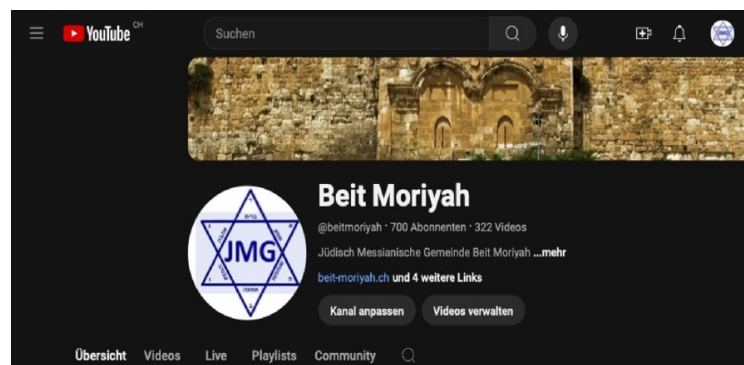 YouTube CH
Suchen
Beit Moriyah
@beitmoriyah · 700 Abonnenten · 322 Videos
JMG
Jüdisch Messianische Gemeinde Beit Moriyah ...mehr
beit-moriyah.ch und 4 weitere Links
Kanal anpassen Videos verwalten
Übersicht Videos Live Playlists Community